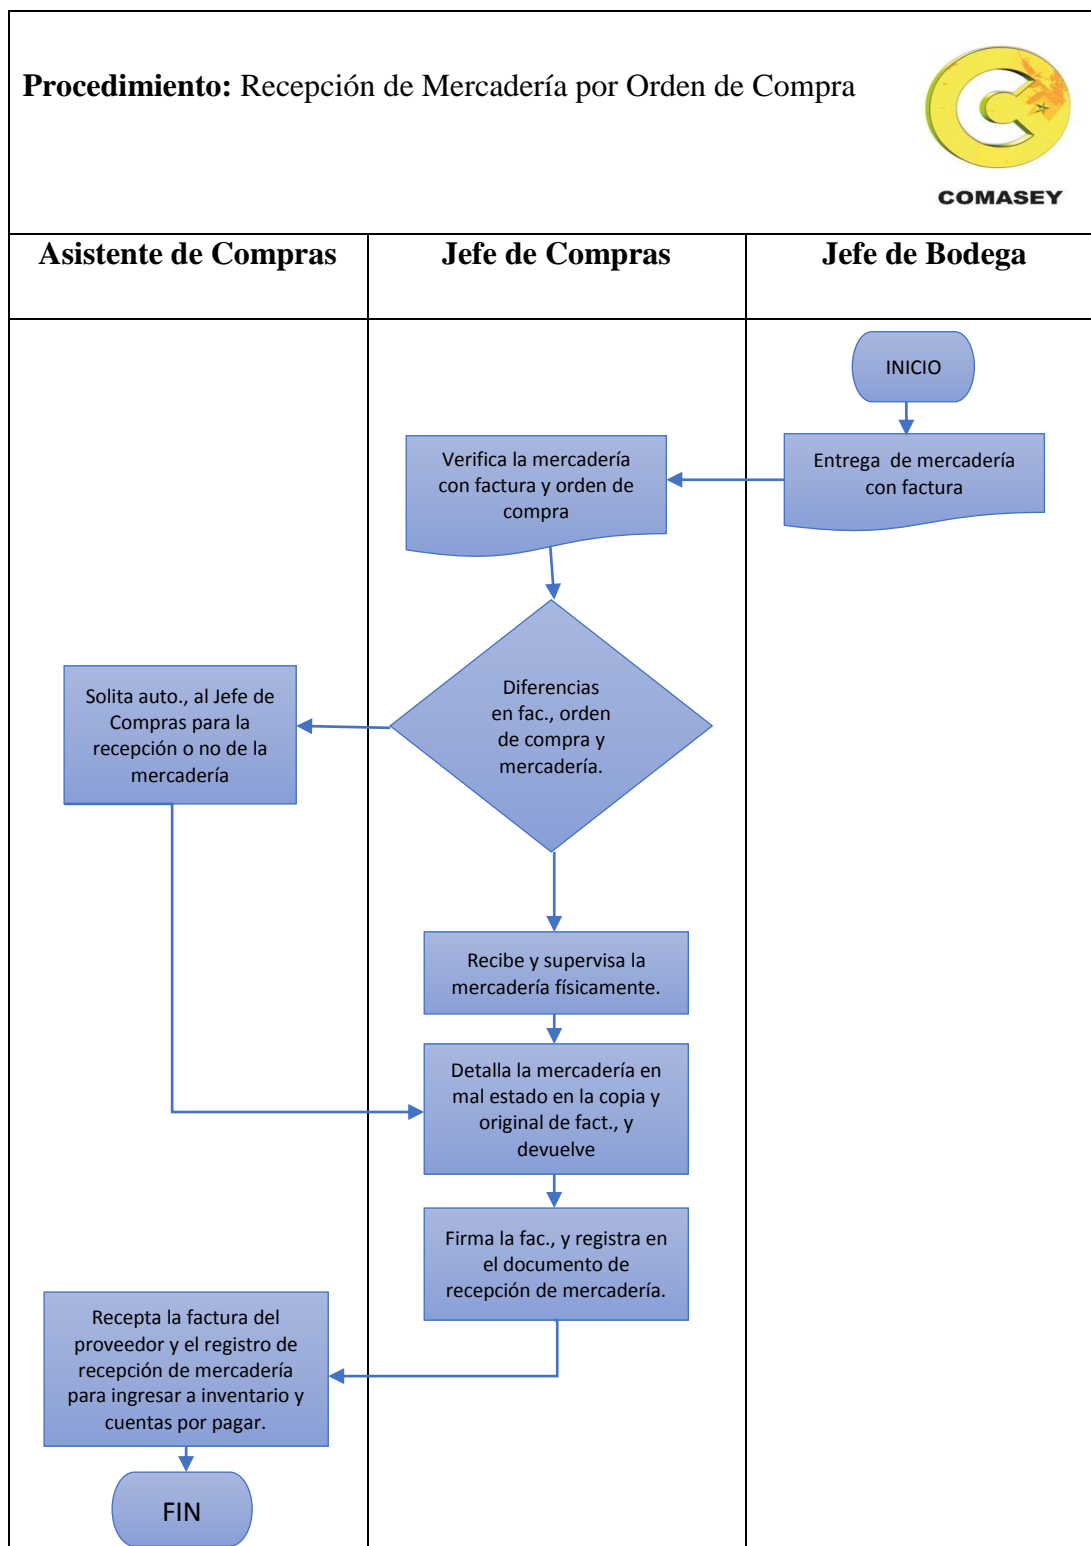 Procedimiento: Recepción de Mercadería por Orden de Compra
COMASEY
Asistente de Compras
Jefe de Compras
Jefe de Bodega
INICIO
Entrega de mercadería
con factura
Verifica la mercadería
con factura y orden de
compra
Diferencias
en fac., orden
de compra y
mercadería.
Solita auto., al Jefe de
Compras para la
recepción o no de la
mercadería
Recibe y supervisa la
mercadería físicamente.
Detalla la mercadería en
mal estado en la copia y
original de fact., y
devuelve
Firma la fac., y registra en
el documento de
recepción de mercadería.
Recepta la factura del
proveedor y el registro de
recepción de mercadería
para ingresar a inventario y
cuentas por pagar.
FIN